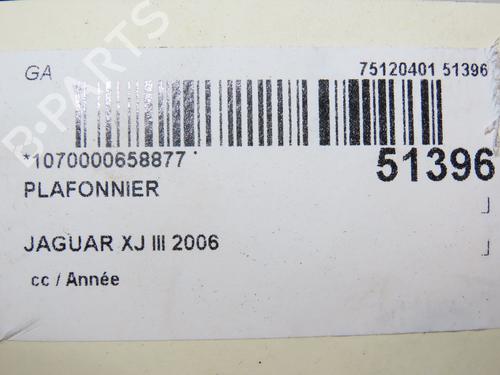 GA
75120401 51396
*1070000658877*
51396
PLAFONNIER
JAGUAR XJ III 2006
cc / Année
B-PARTS